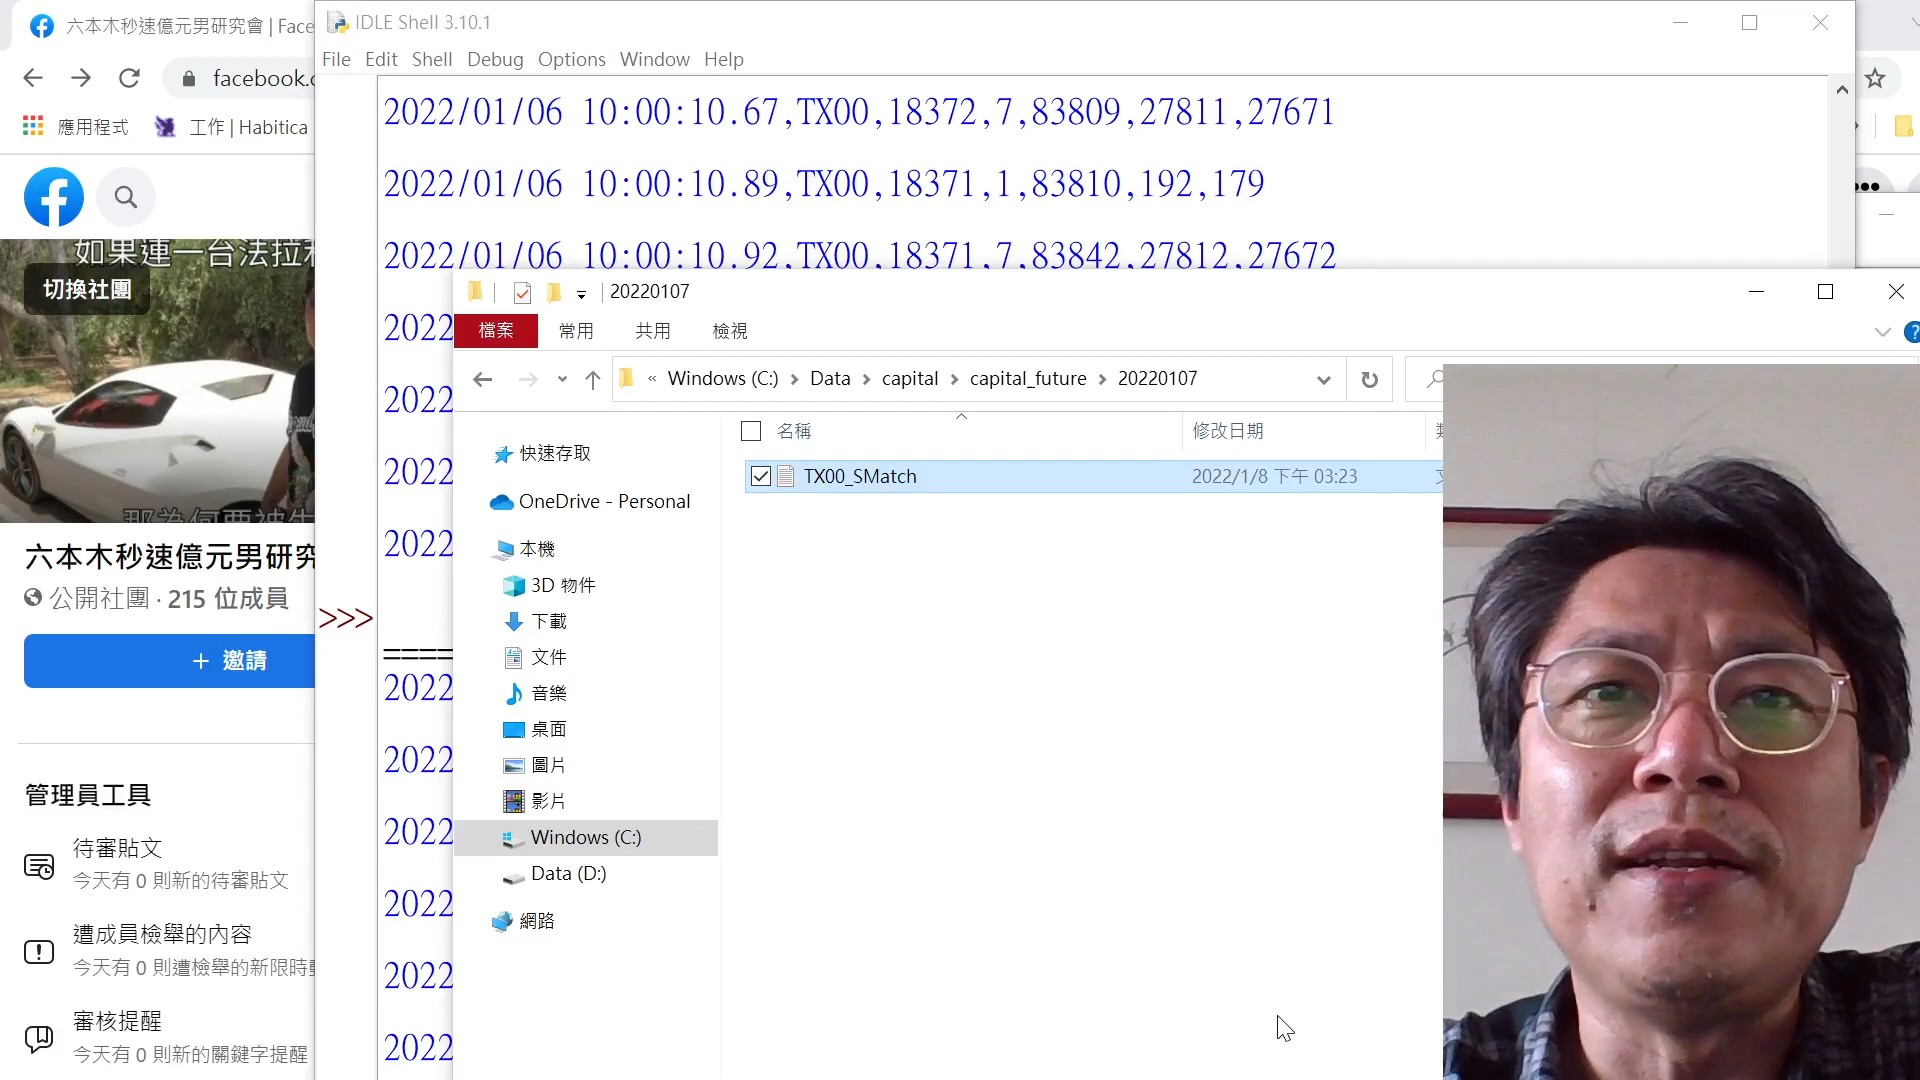 六本木秒速億元男研究會 | Face
facebook.c
應用程式
工作 | Habitica
如果連一台法拉利
切換社團
六本木秒速億元男研究
公開社團 · 215 位成員
+ 邀請
管理員工具
待審貼文
今天有 0 則新的待審貼文
遭成員檢舉的內容
今天有 0 則遭檢舉的新限時動
審核提醒
今天有 0 則新的關鍵字提醒
IDLE Shell 3.10.1
File Edit Shell Debug Options Window Help
2022/01/06 10:00:10.67,TX00,18372,7,83809,27811,27671
2022/01/06 10:00:10.89,TX00,18371,1,83810,192,179
2022/01/06 10:00:10.92,TX00,18371,7,83842,27812,27672
2022
2022
2022
2022
>>>
====
2022
2022
2022
2022
2022
2022
20220107
檔案 常用 共用 檢視
« Windows (C:) > Data > capital > capital_future > 20220107
名稱 修改日期
TX00_SMatch 2022/1/8 下午 03:23
快速存取
OneDrive - Personal
本機
3D 物件
下載
文件
音樂
桌面
圖片
影片
Windows (C:)
Data (D:)
網路